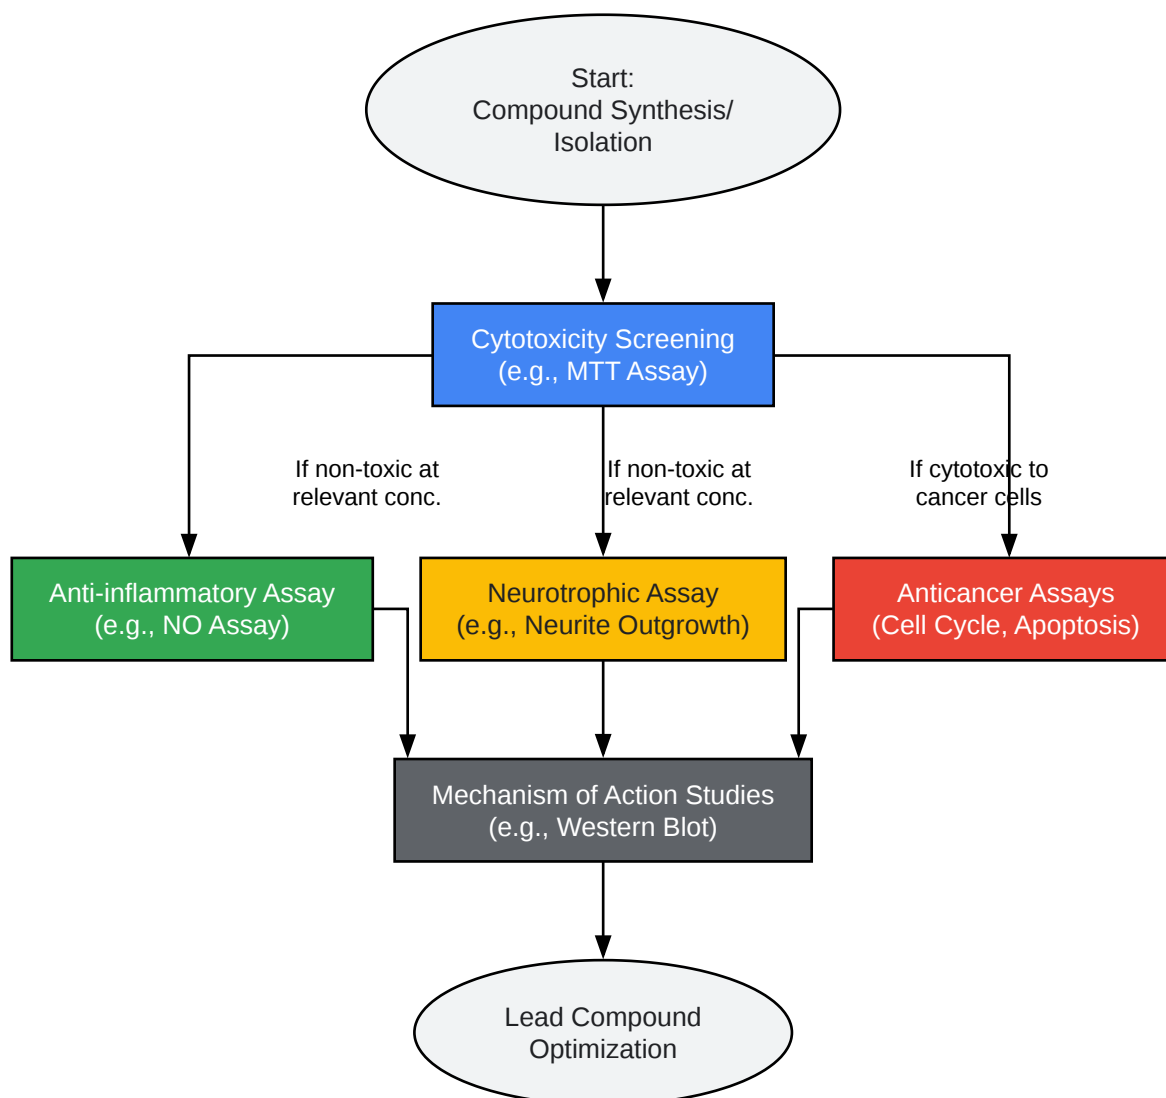 Start:
Compound Synthesis/
Isolation
Cytotoxicity Screening
(e.g., MTT Assay)
If non-toxic at
relevant conc.
If non-toxic at
relevant conc.
If cytotoxic to
cancer cells
Anti-inflammatory Assay
(e.g., NO Assay)
Neurotrophic Assay
(e.g., Neurite Outgrowth)
Anticancer Assays
(Cell Cycle, Apoptosis)
Mechanism of Action Studies
(e.g., Western Blot)
Lead Compound
Optimization